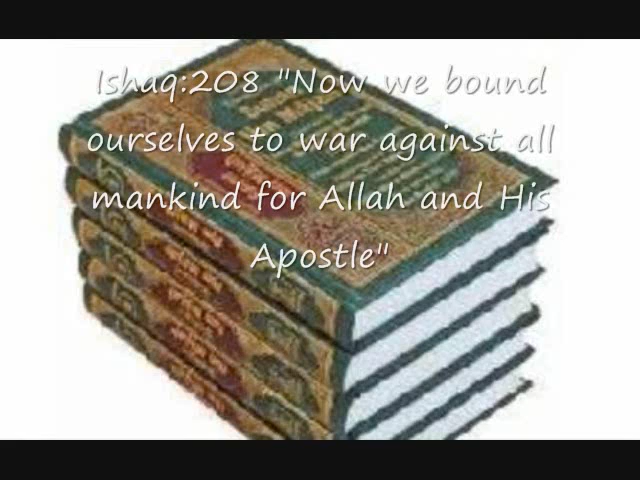 Ishaq:208 "Now we bound
ourselves to war against all
mankind for Allah and His
Apostle"